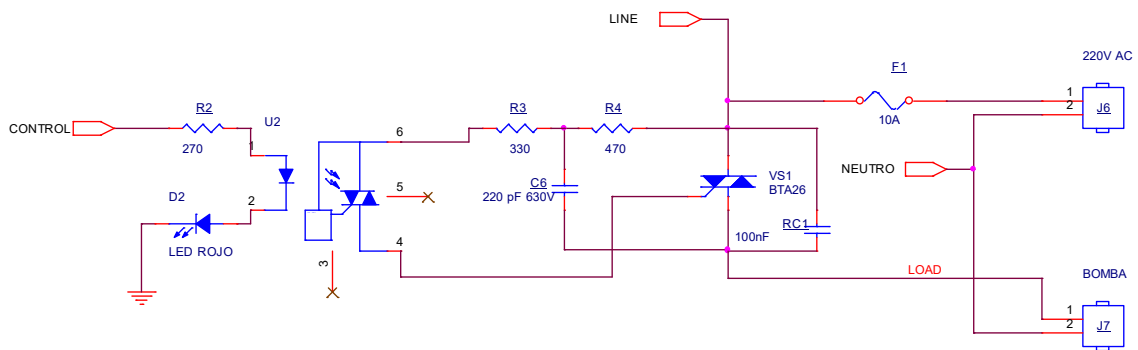 LINE
220V AC
F1
1
2
J6
10A
R2
U2
CONTROL
270
1
6
R3
R4
330
470
NEUTRO
VS1
BTA26
C6
220 pF 630V
5
D2
2
LED ROJO
4
3
100nF
RC1
LOAD
BOMBA
1
2
J7